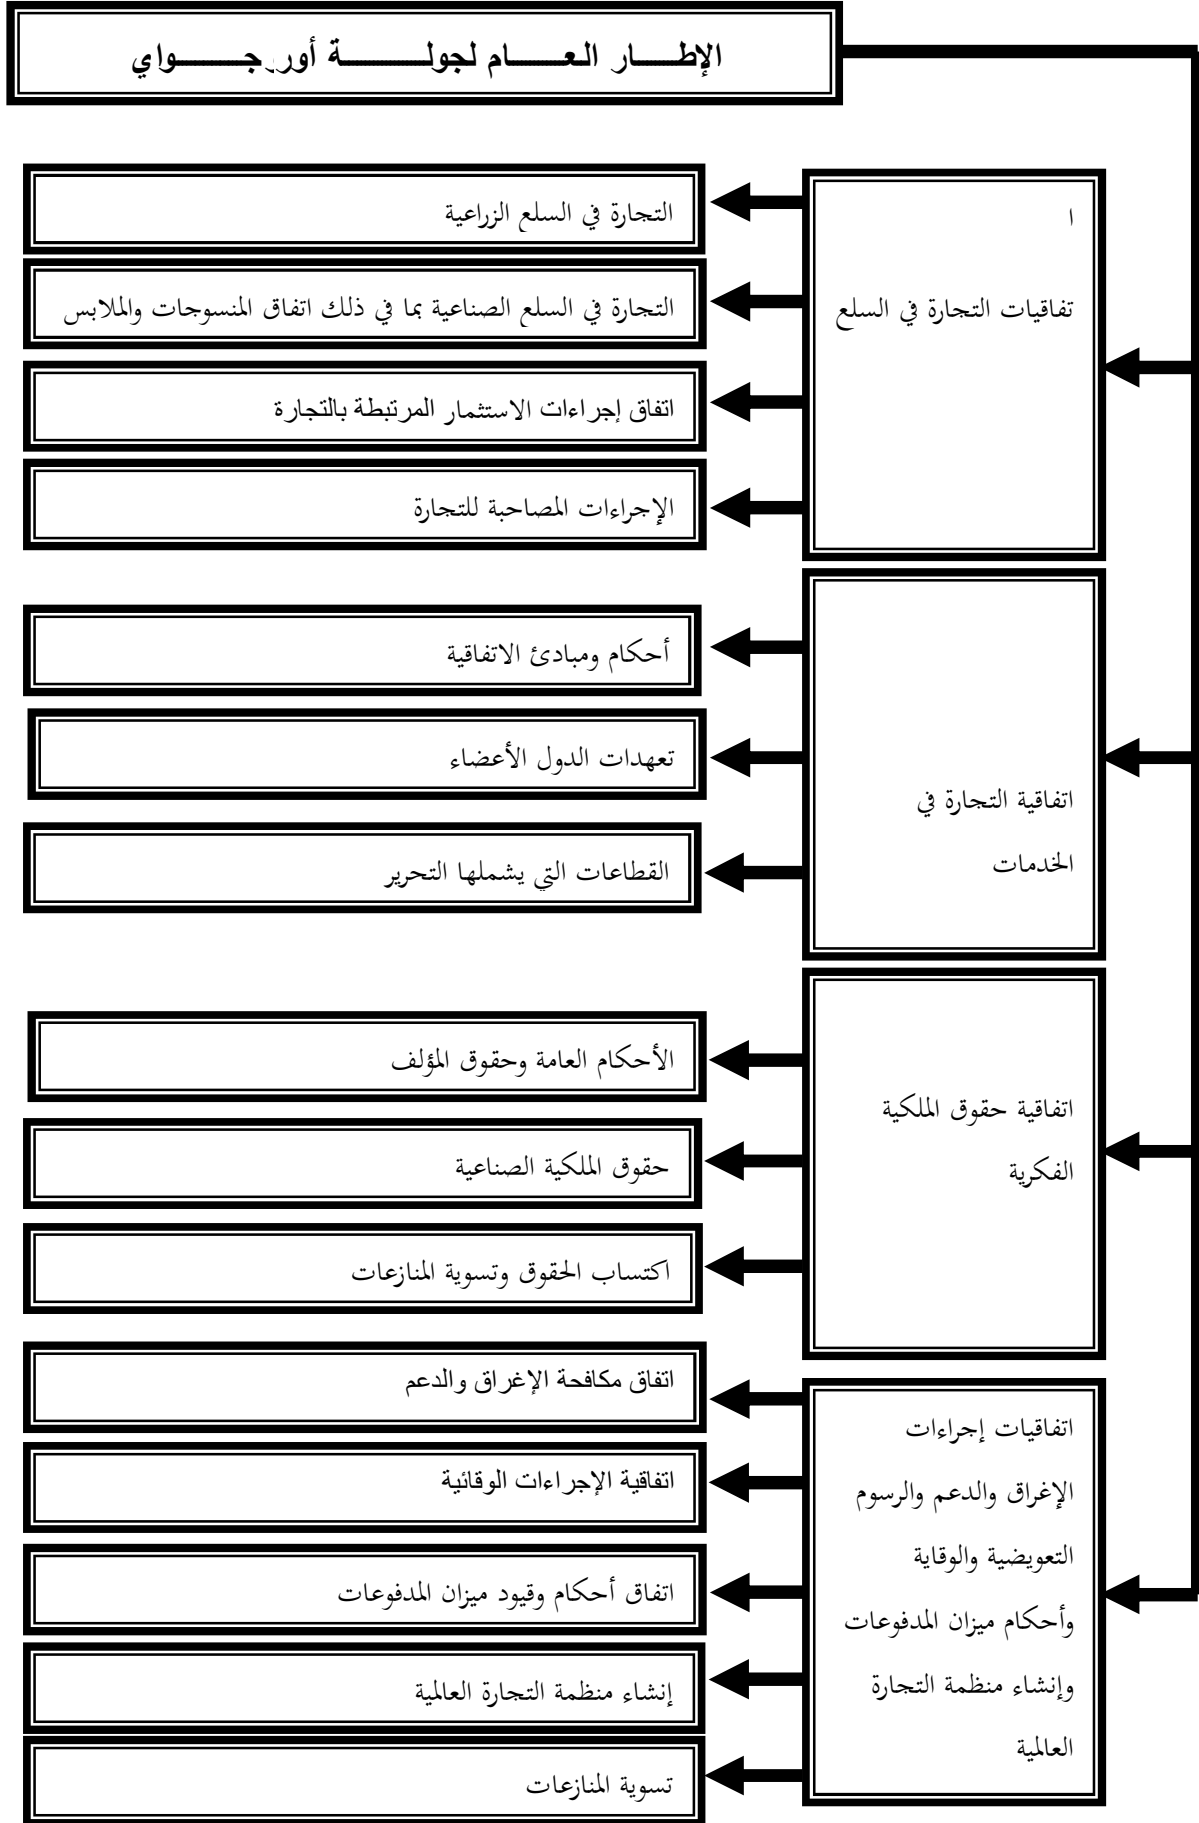 الإطار العام لجولة أورجواي
ا
تفاقيات التجارة في السلع
التجارة في السلع الزراعية
التجارة في السلع الصناعية بما في ذلك اتفاق المنسوجات والملابس
اتفاق إجراءات الاستثمار المرتبطة بالتجارة
الإجراءات المصاحبة للتجارة
اتفاقية التجارة في
الخدمات
أحكام ومبادئ الاتفاقية
تعهدات الدول الأعضاء
القطاعات التي يشملها التحرير
اتفاقية حقوق الملكية
الفكرية
الأحكام العامة وحقوق المؤلف
حقوق الملكية الصناعية
اكتساب الحقوق وتسوية المنازعات
اتفاقيات إجراءات
الإغراق والدعم والرسوم
التعويضية والوقاية
وأحكام ميزان المدفوعات
وإنشاء منظمة التجارة
العالمية
اتفاق مكافحة الإغراق والدعم
اتفاقية الإجراءات الوقائية
اتفاق أحكام وقيود ميزان المدفوعات
إنشاء منظمة التجارة العالمية
تسوية المنازعات